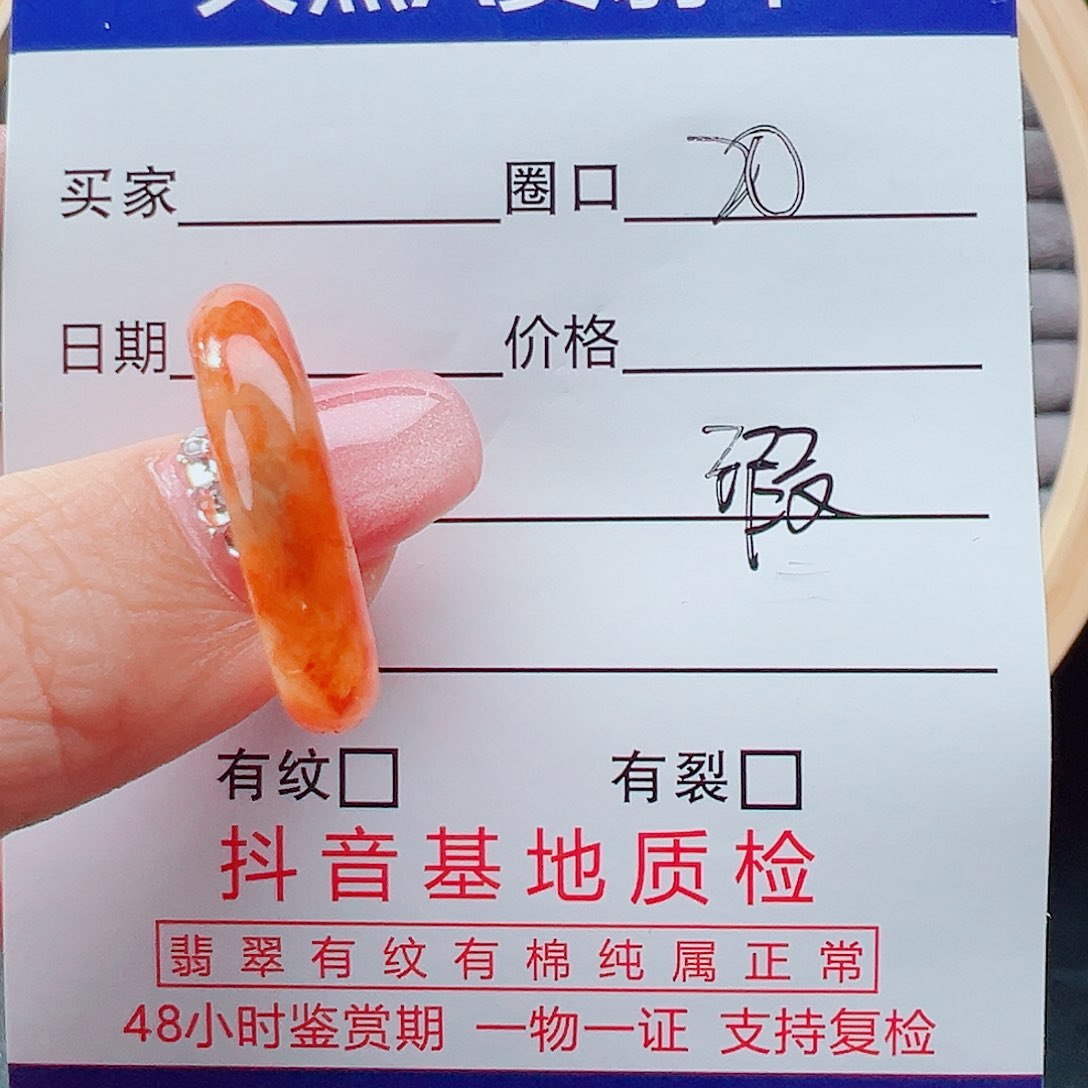 买家 圈口 20
日期 价格
瑕
有纹□ 有裂□
抖音基地质检
翡翠有纹有棉纯属正常
48小时鉴赏期 一物一证 支持复检